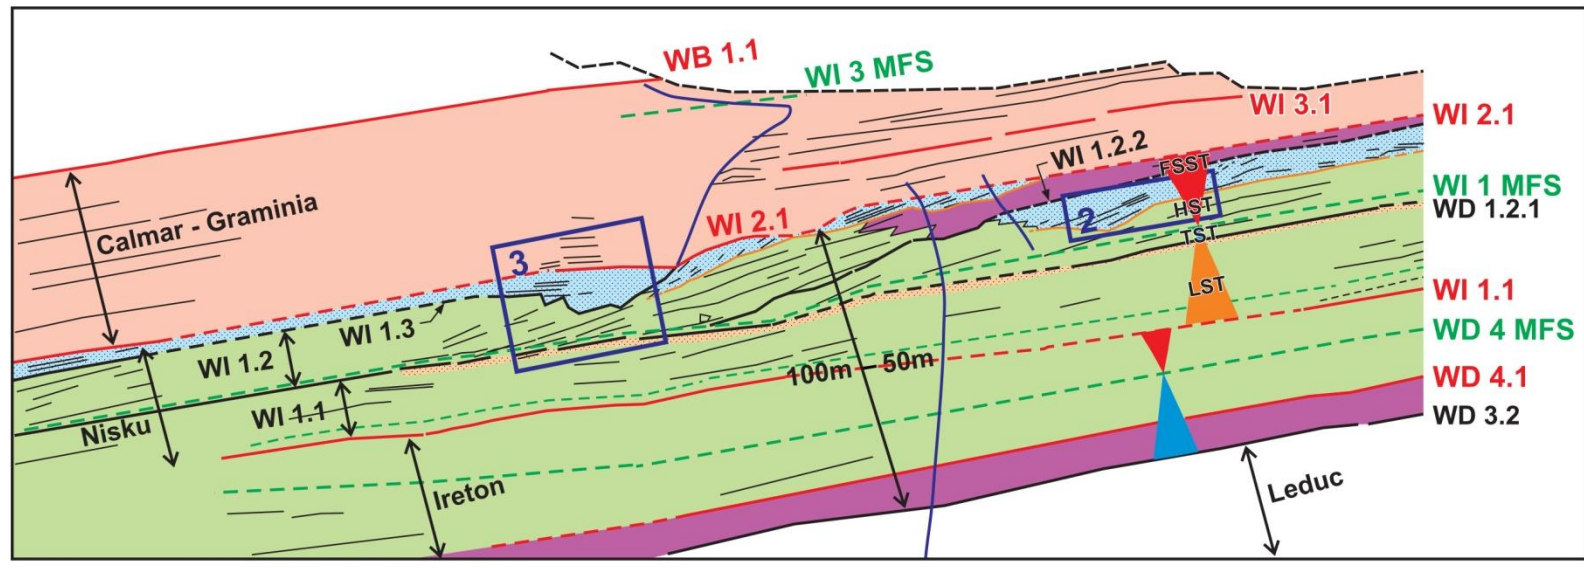 WB 1.1
WI 3 MFS
WI 3.1
WI 2.1
WI 1.2.2
FSST
WI 1 MFS
HST
WD 1.2.1
Calmar - Graminia
WI 2.1
2
TST
3
LST
WI 1.1
WI 1.3
WD 4 MFS
WI 1.2
100m 50m
WD 4.1
WI 1.1
WD 3.2
Nisku
Ireton
Leduc